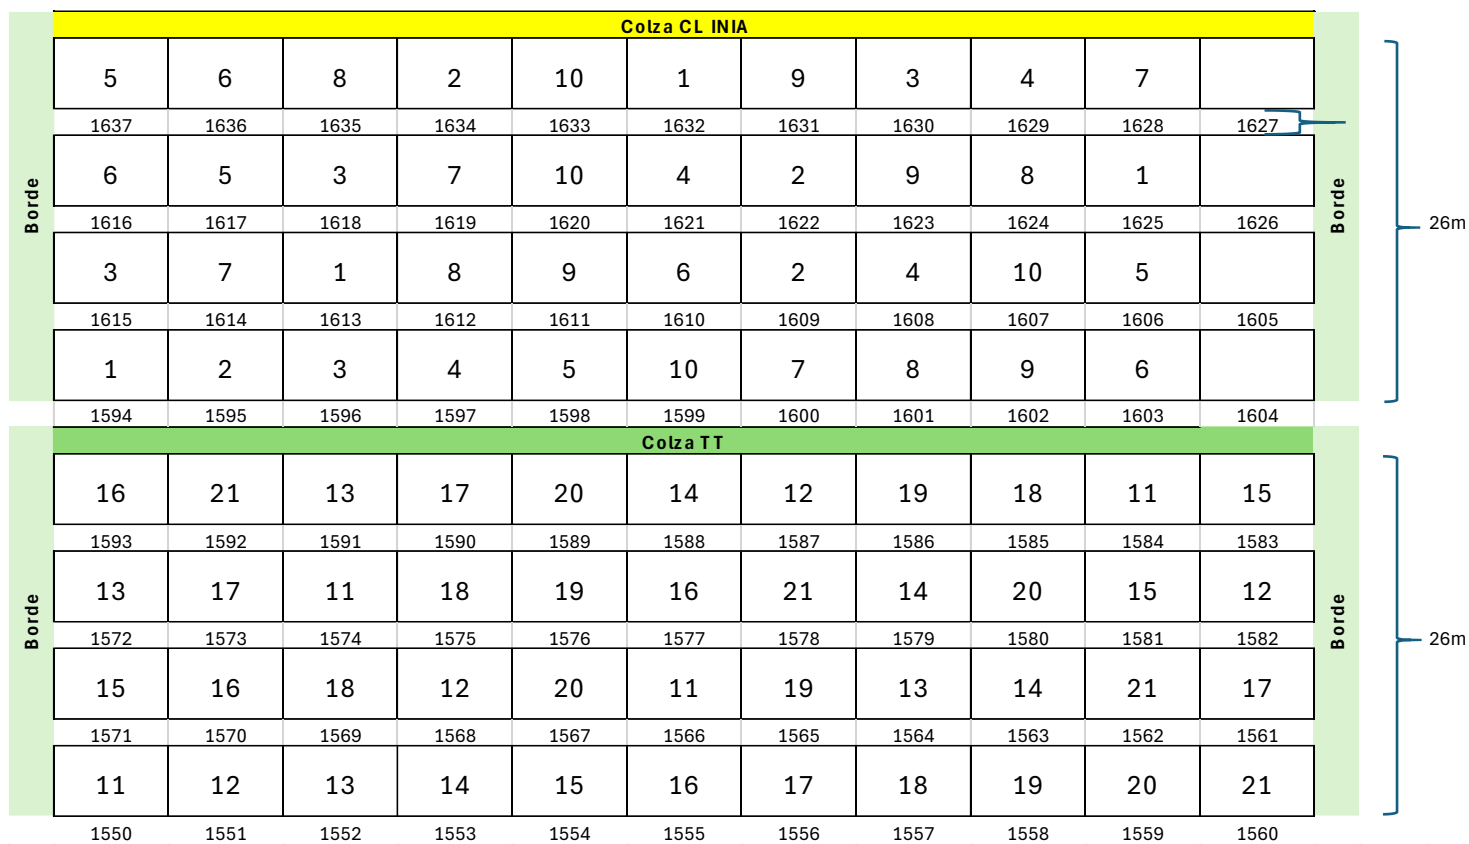 Colza CL INIA
5 6 8 2 10 1 9 3 4 7
1637 1636 1635 1634 1633 1632 1631 1630 1629 1628 1627
Borde
6 5 3 7 10 4 2 9 8 1
Borde
1616 1617 1618 1619 1620 1621 1622 1623 1624 1625 1626
26m
3 7 1 8 9 6 2 4 10 5
1615 1614 1613 1612 1611 1610 1609 1608 1607 1606 1605
1 2 3 4 5 10 7 8 9 6
1594 1595 1596 1597 1598 1599 1600 1601 1602 1603 1604
Colza TT
16 21 13 17 20 14 12 19 18 11 15
1593 1592 1591 1590 1589 1588 1587 1586 1585 1584 1583
Borde
13 17 11 18 19 16 21 14 20 15 12
Borde
1572 1573 1574 1575 1576 1577 1578 1579 1580 1581 1582
26m
15 16 18 12 20 11 19 13 14 21 17
1571 1570 1569 1568 1567 1566 1565 1564 1563 1562 1561
11 12 13 14 15 16 17 18 19 20 21
1550 1551 1552 1553 1554 1555 1556 1557 1558 1559 1560